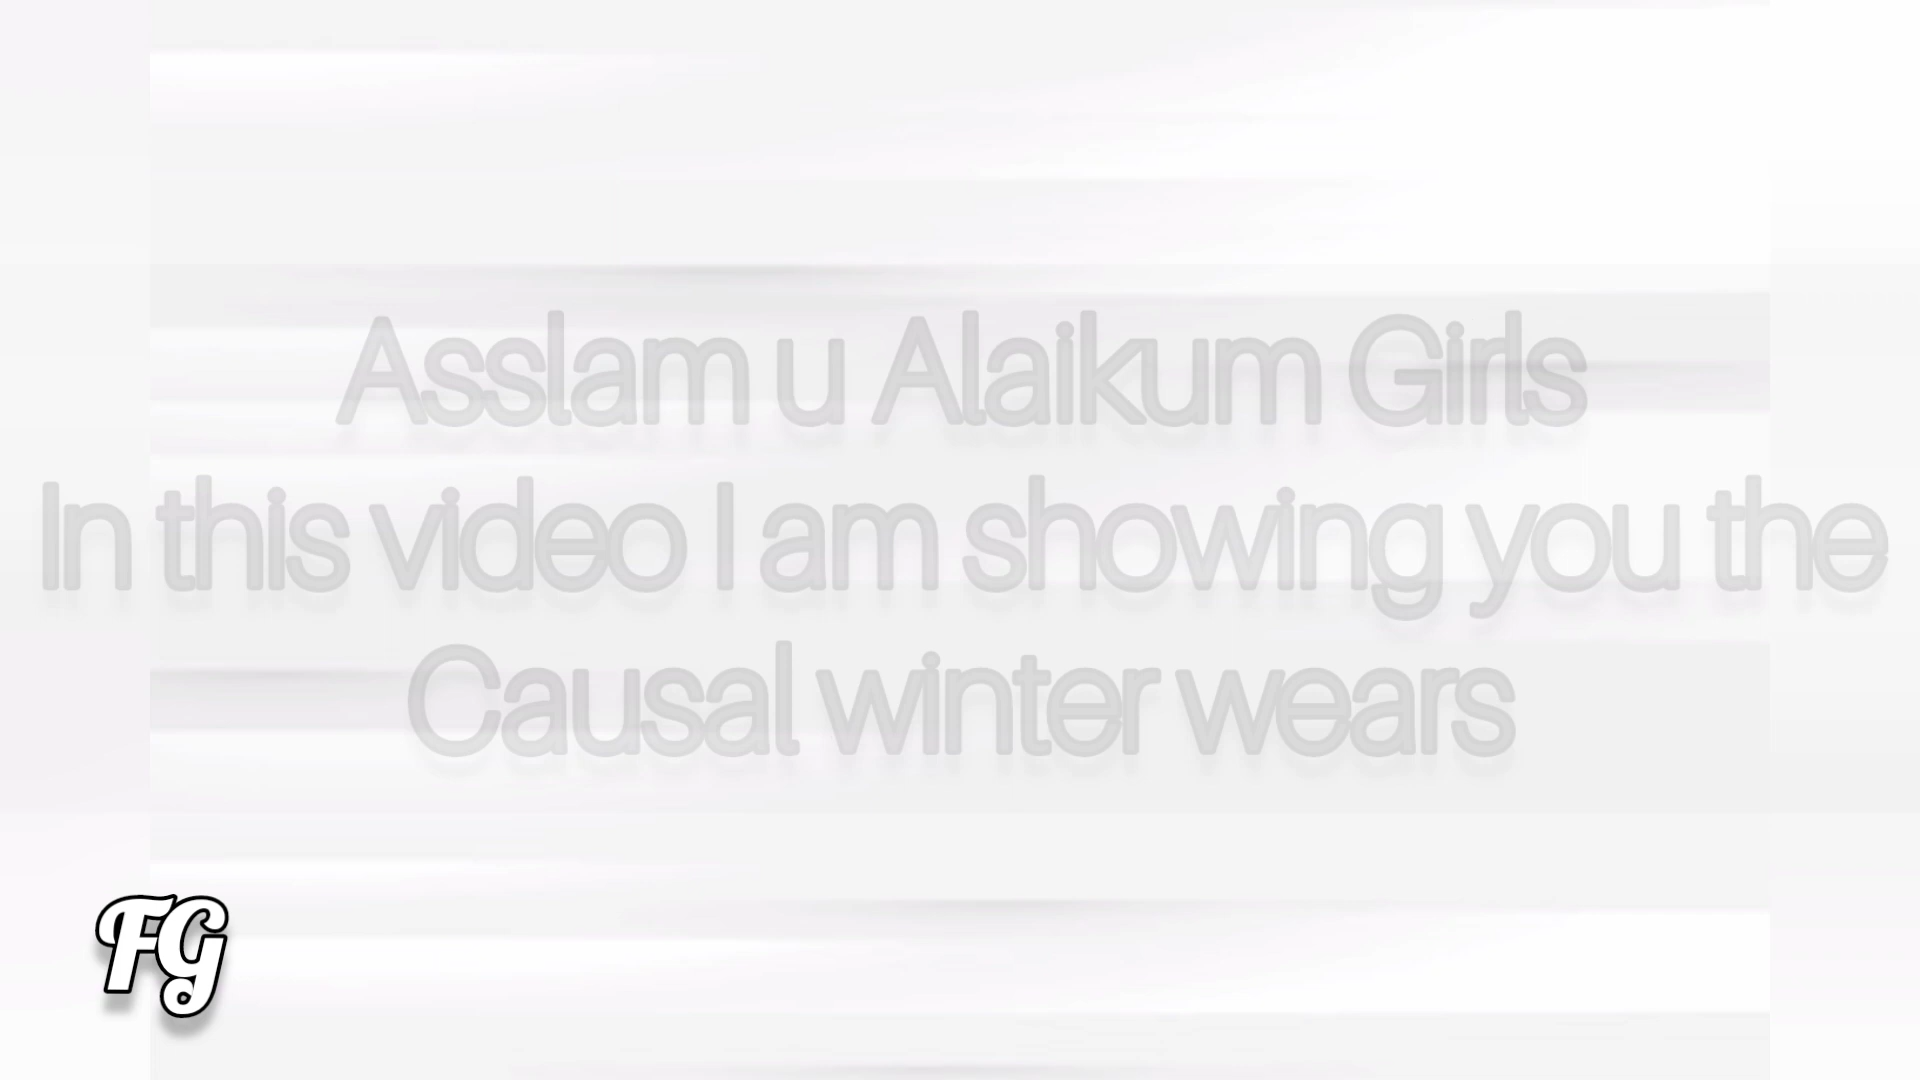 Asslam u Alaikum Girls
In this video I am showing you the
Causal winter wears
FG